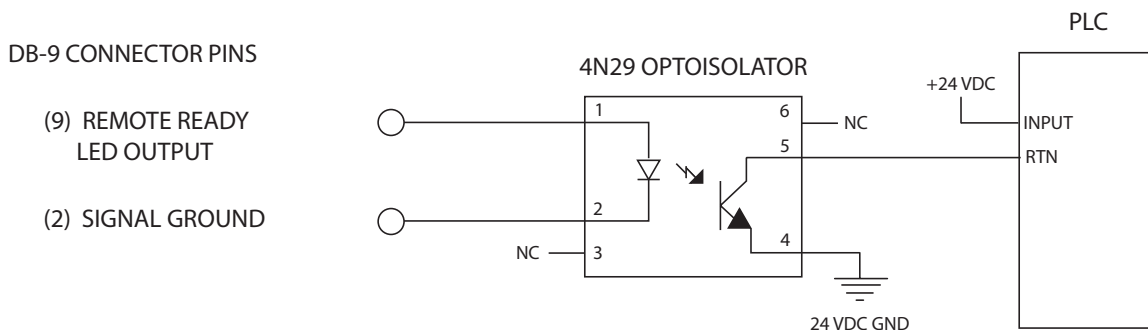 PLC
DB-9 CONNECTOR PINS
4N29 OPTOISOLATOR
+24 VDC
(9) REMOTE READY
LED OUTPUT
1
6
NC
INPUT
5
RTN
(2) SIGNAL GROUND
2
NC
3
4
24 VDC GND